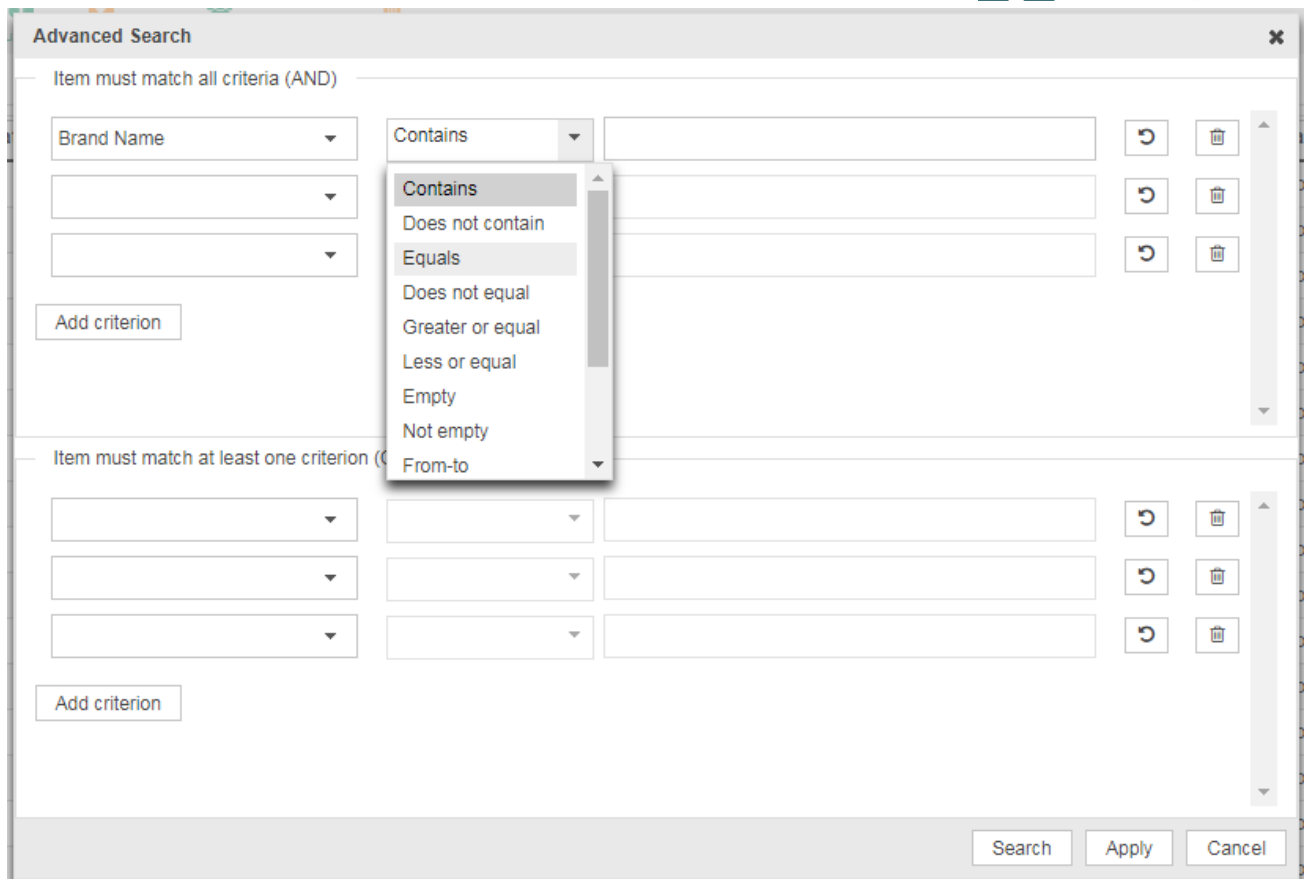 Advanced Search
Item must match all criteria (AND)
Brand Name Contains
Contains
Does not contain
Equals
Does not equal
Greater or equal
Less or equal
Empty
Not empty
From-to
Add criterion
Item must match at least one criterion
Add criterion
Search Apply Cancel